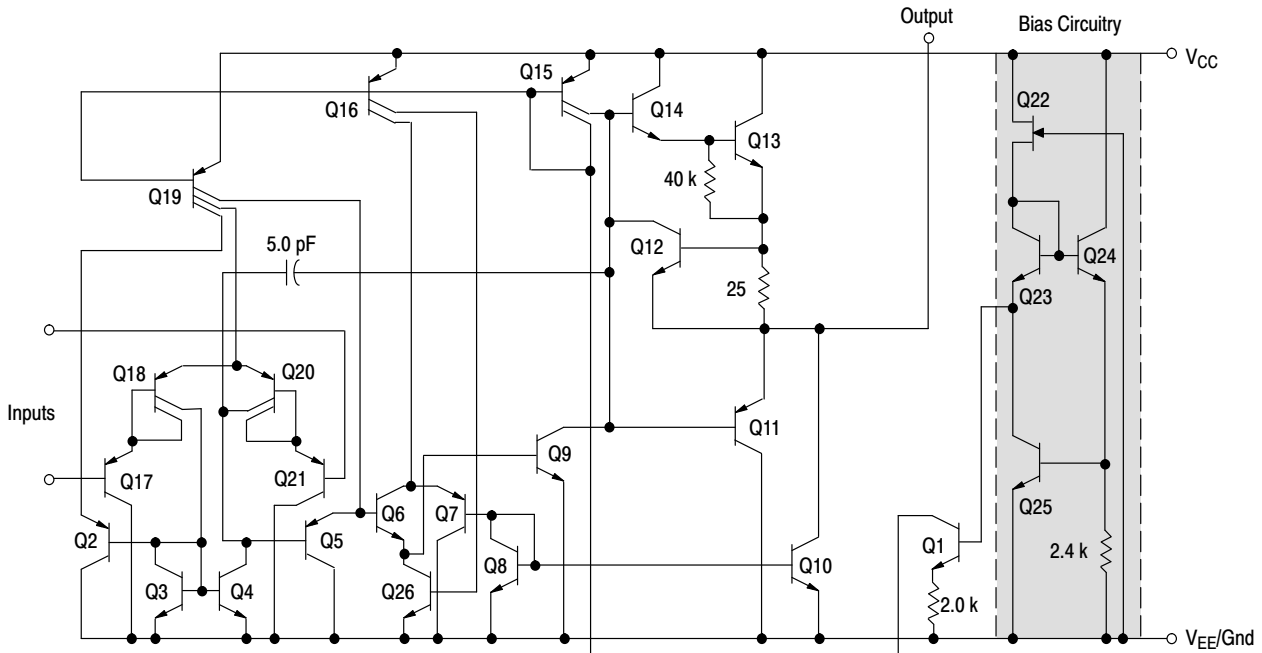 Output
Bias Circuitry
V_CC
Q15
Q14
Q22
Q16
Q13
40 k
Q19
Q12
Q24
5.0 pF
25
Q23
Q18
Q20
Inputs
Q11
Q17
Q21
Q9
Q6
Q7
Q25
Q2
Q5
Q1
2.4 k
Q10
Q8
Q3
Q4
Q26
2.0 k
V_EE/Gnd